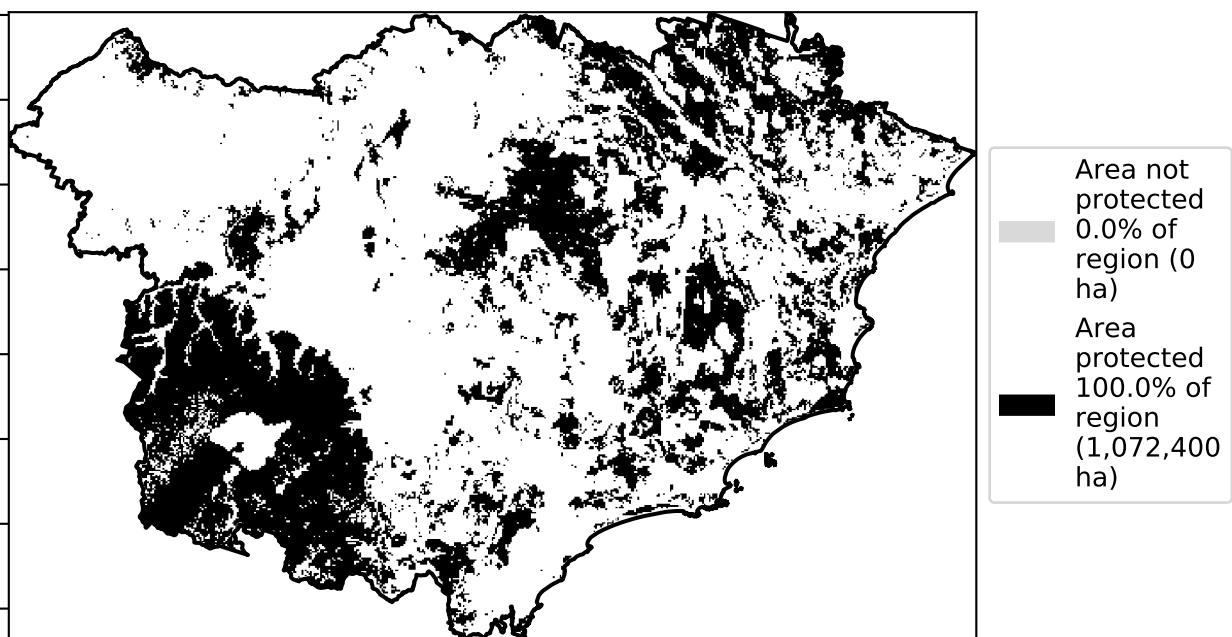 Area not
protected
0.0% of
region (0
ha)
Area
protected
100.0% of
region
(1,072,400
ha)